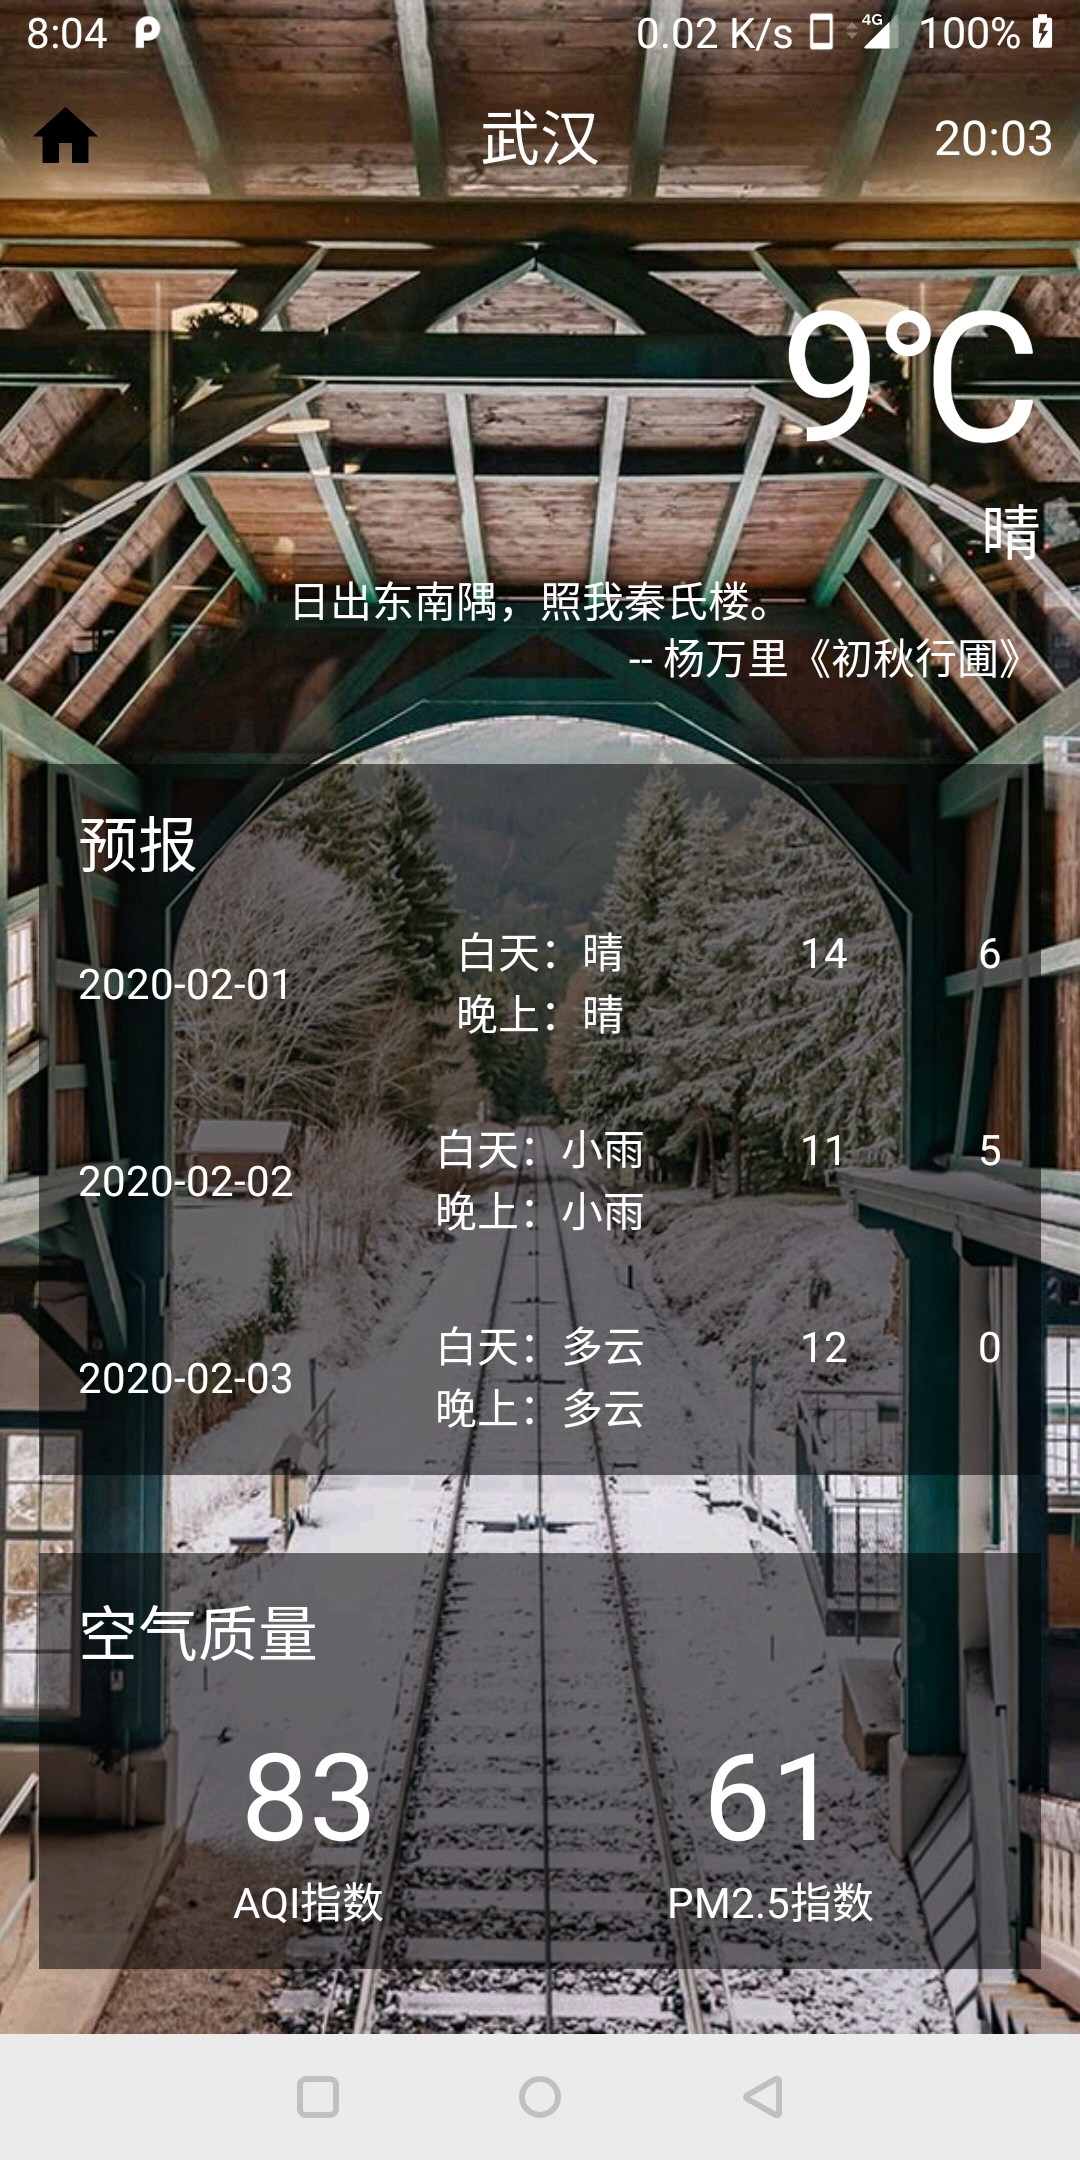 8:04 0.02 K/s 4G 100%
武汉 20:03
9℃
晴
日出东南隅，照我秦氏楼。
-- 杨万里《初秋行圃》
预报
2020-02-01 白天：晴 14 6
晚上：晴
2020-02-02 白天：小雨 11 5
晚上：小雨
2020-02-03 白天：多云 12 0
晚上：多云
空气质量
83 61
AQI指数 PM2.5指数